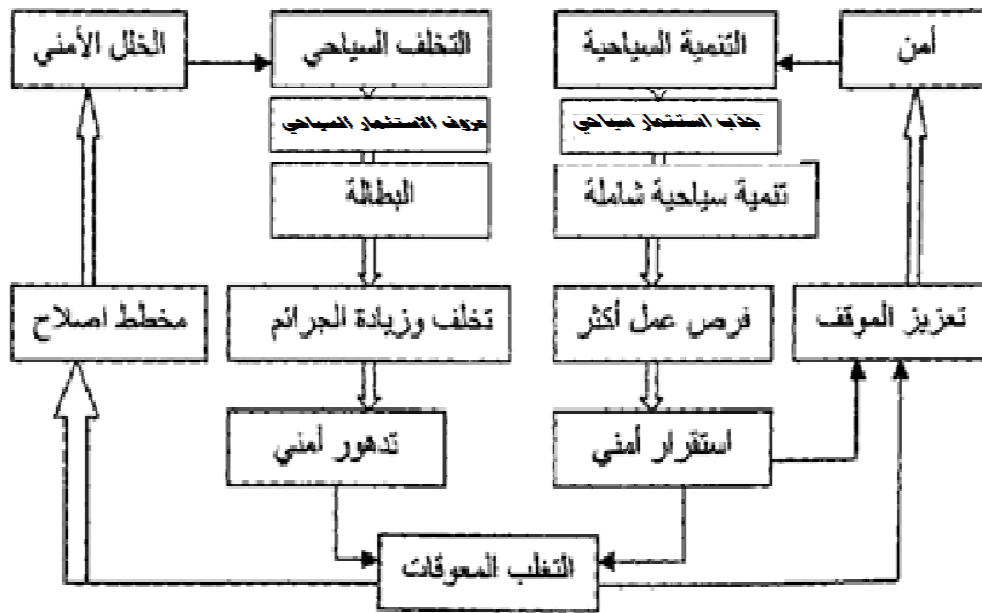 أمن
التنمية السياحية
التخلف السياحي
الخلل الأمني
جذب استثمار سياحي
عزوف الاستثمار السياحي
تنمية سياحية شاملة
البطالة
تعزيز الموقف
فرص عمل أكثر
تخلف وزيادة الجرائم
مخطط اصلاح
استقرار أمني
تدهور أمني
التغلب المعوقات